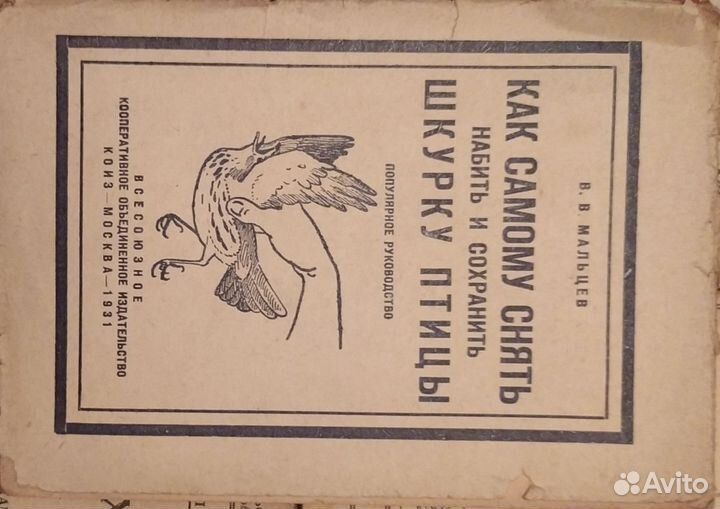 В. В. МАЛЬЦЕВ
КАК САМОМУ СНЯТЬ
НАБИТЬ И СОХРАНИТЬ
ШКУРКУ ПТИЦЫ
ПОПУЛЯРНОЕ РУКОВОДСТВО
ВСЕСОЮЗНОЕ
КООПЕРАТИВНОЕ ОБЪЕДИНЕННОЕ ИЗДАТЕЛЬСТВО
КОИЗ — МОСКВА — 1931
Avito